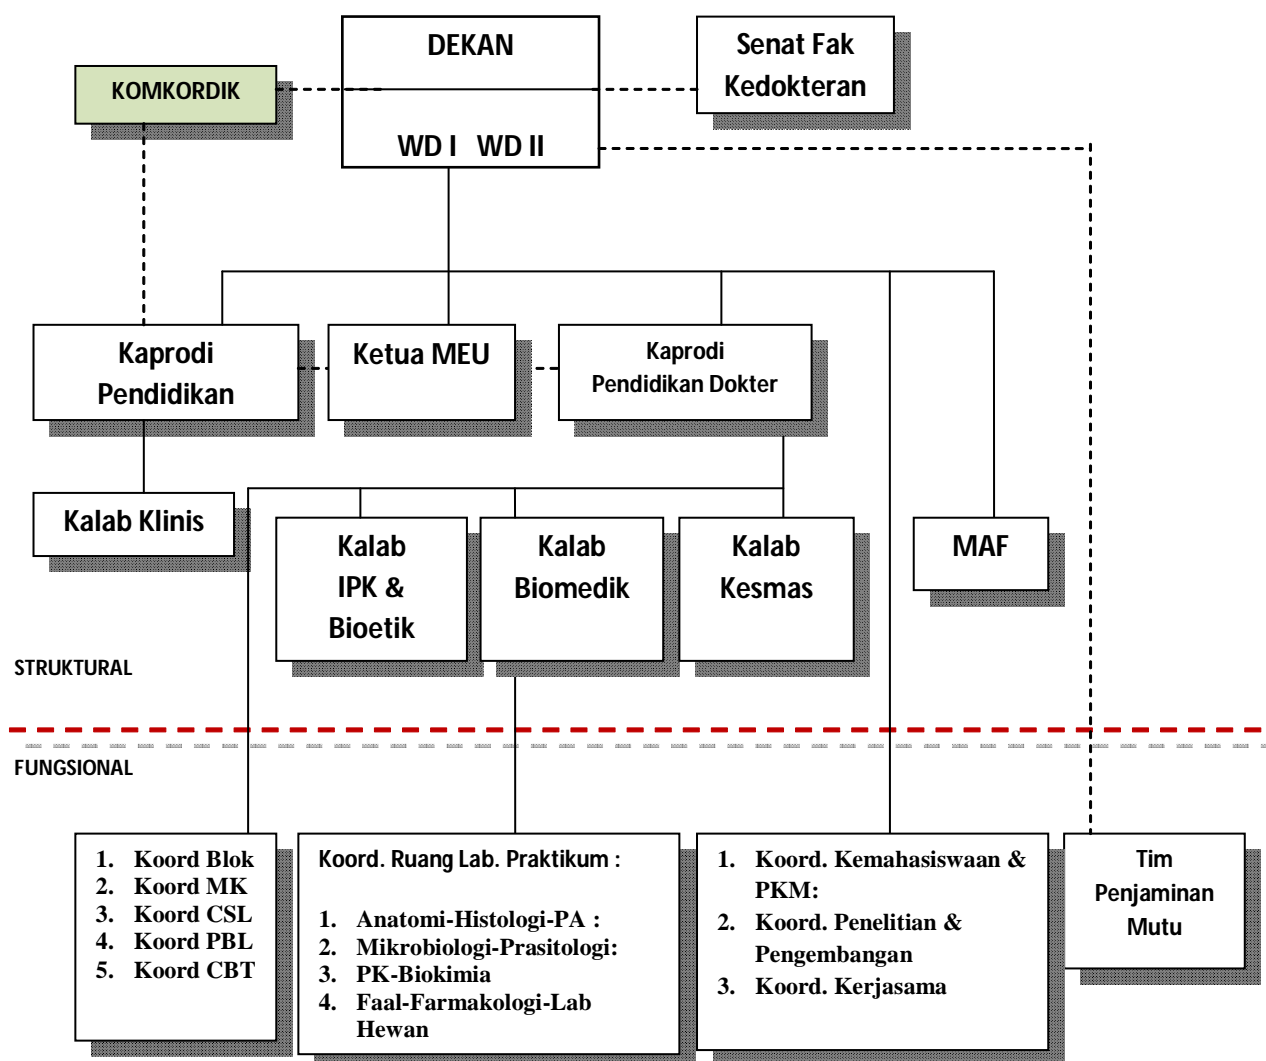 DEKAN
WD I WD II
Senat Fak
Kedokteran
KOMKORDIK
Kaprodi
Pendidikan
Ketua MEU
Kaprodi
Pendidikan Dokter
Kalab Klinis
Kalab
IPK &
Bioetik
Kalab
Biomedik
Kalab
Kesmas
MAF
STRUKTURAL
FUNGSIONAL
1. Koord Blok
2. Koord MK
3. Koord CSL
4. Koord PBL
5. Koord CBT
Koord. Ruang Lab. Praktikum :
1. Anatomi-Histologi-PA :
2. Mikrobiologi-Prasitologi:
3. PK-Biokimia
4. Faal-Farmakologi-Lab
Hewan
1. Koord. Kemahasiswaan &
PKM:
2. Koord. Penelitian &
Pengembangan
3. Koord. Kerjasama
Tim
Penjaminan
Mutu